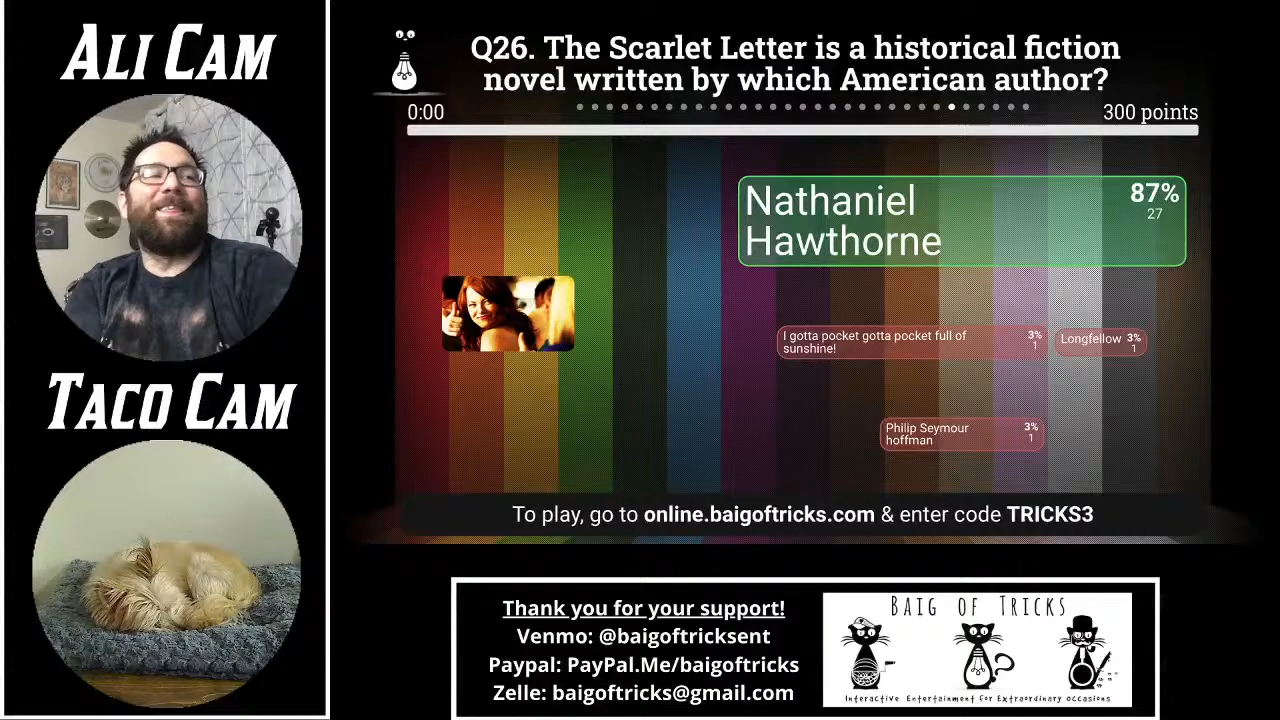 ALI CAM
TACO CAM
Q26. The Scarlet Letter is a historical fiction
novel written by which American author?
0:00
300 points
Nathaniel
Hawthorne
87%
27
I gotta pocket gotta pocket full of
sunshine!
3%
1
Longfellow
3%
1
Philip Seymour
hoffman
3%
1
To play, go to online.baigoftricks.com & enter code TRICKS3
Thank you for your support!
Venmo: @baigoftricksent
Paypal: PayPal.Me/baigoftricks
Zelle: baigoftricks@gmail.com
BAIG OF TRICKS
Interactive Entertainment for Extraordinary occasions